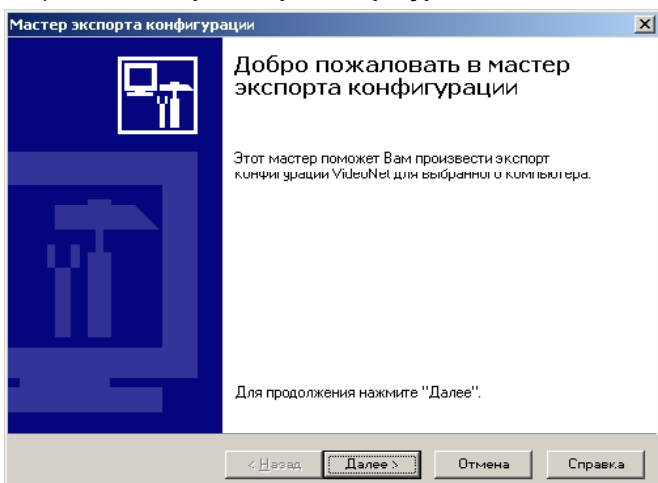 Мастер экспорта конфигурации
Добро пожаловать в мастер
экспорта конфигурации
Этот мастер поможет Вам произвести экспорт
конфигурации VideoNet для выбранного компьютера.
Для продолжения нажмите "Далее".
< Назад Далее > Отмена Справка